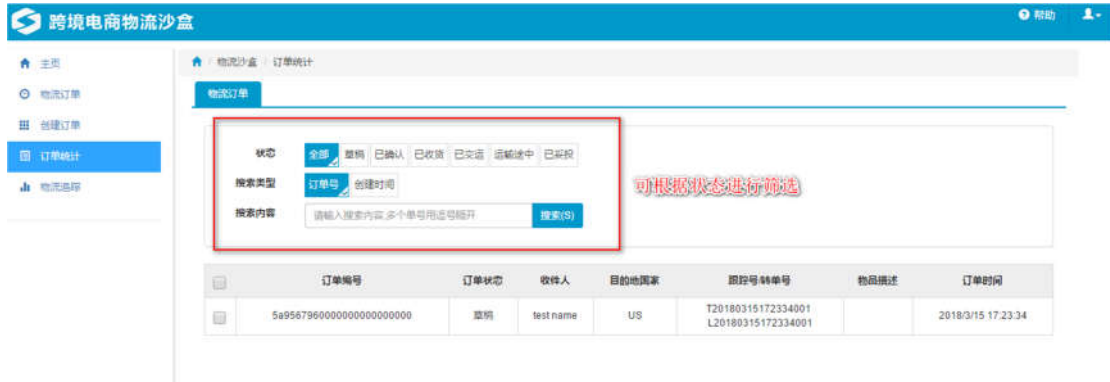 跨境电商物流沙盒
帮助
主页
物流订单
创建订单
订单统计
物流追踪
/ 物流沙盒 / 订单统计
物流订单
状态 全部 草稿 已确认 已收货 已交运 运输途中 已妥投
搜索类型 订单号 创建时间
搜索内容 请输入搜索内容,多个单号用逗号隔开 搜索(S)
可根据状态进行筛选
订单编号 订单状态 收件人 目的地国家 跟踪号/转单号 物品描述 订单时间
5a9567960000000000000000 草稿 test name US T20180315172334001 2018/3/15 17:23:34
L20180315172334001